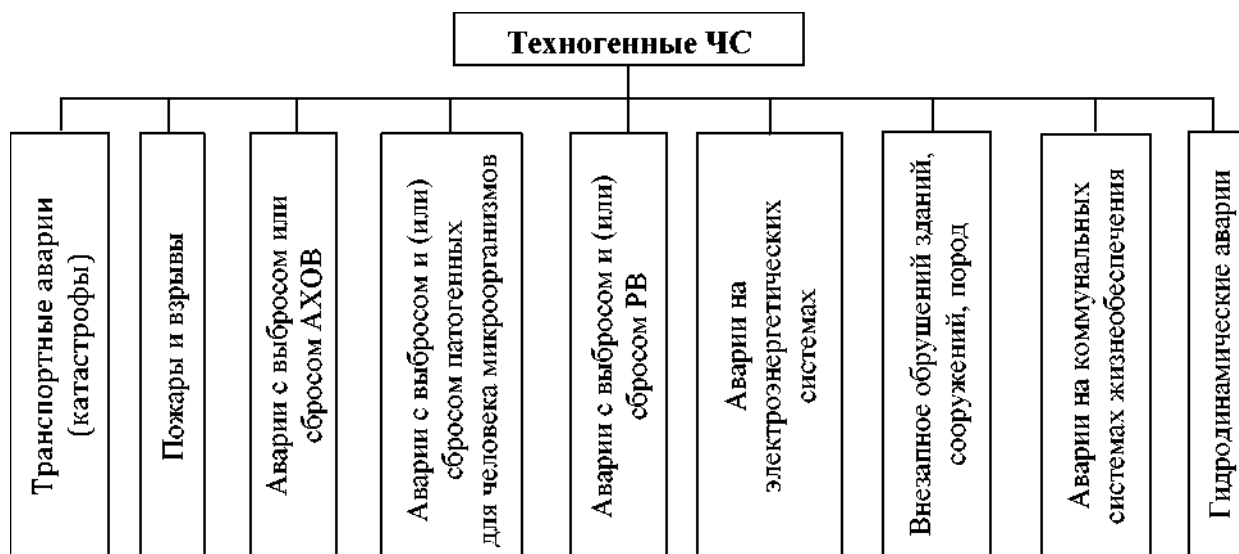 Техногенные ЧС
Транспортные аварии
(катастрофы)
Пожары и взрывы
Аварии с выбросом или
сбросом АХОВ
Аварии с выбросом и (или)
сбросом патогенных
для человека микроорганизмов
Аварии с выбросом и (или)
сбросом РВ
Аварии на
электроэнергетических
системах
Внезапное обрушений зданий,
сооружений, пород
Аварии на коммунальных
системах жизнеобеспечения
Гидродинамические аварии